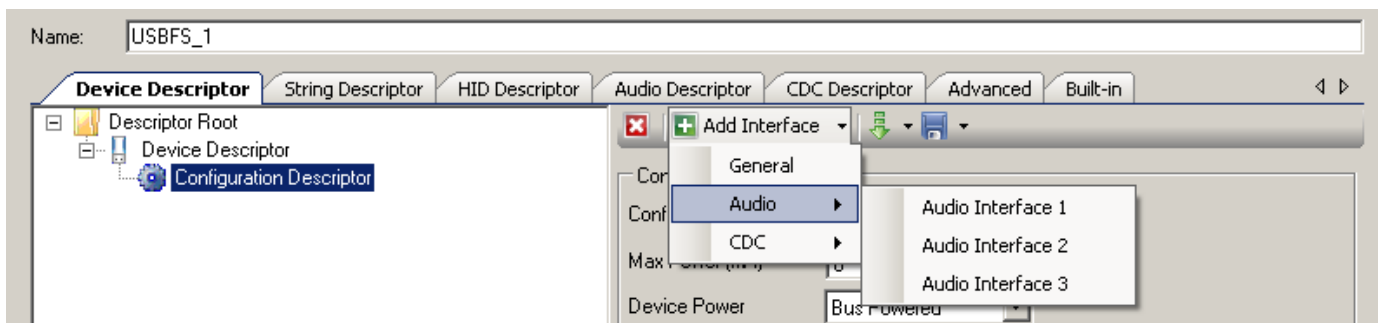 Name: USBFS_1
Device Descriptor String Descriptor HID Descriptor Audio Descriptor CDC Descriptor Advanced Built-in
Descriptor Root
Device Descriptor
Configuration Descriptor
Add Interface
General
Audio
CDC
Audio Interface 1
Audio Interface 2
Audio Interface 3
Device Power Bus Powered